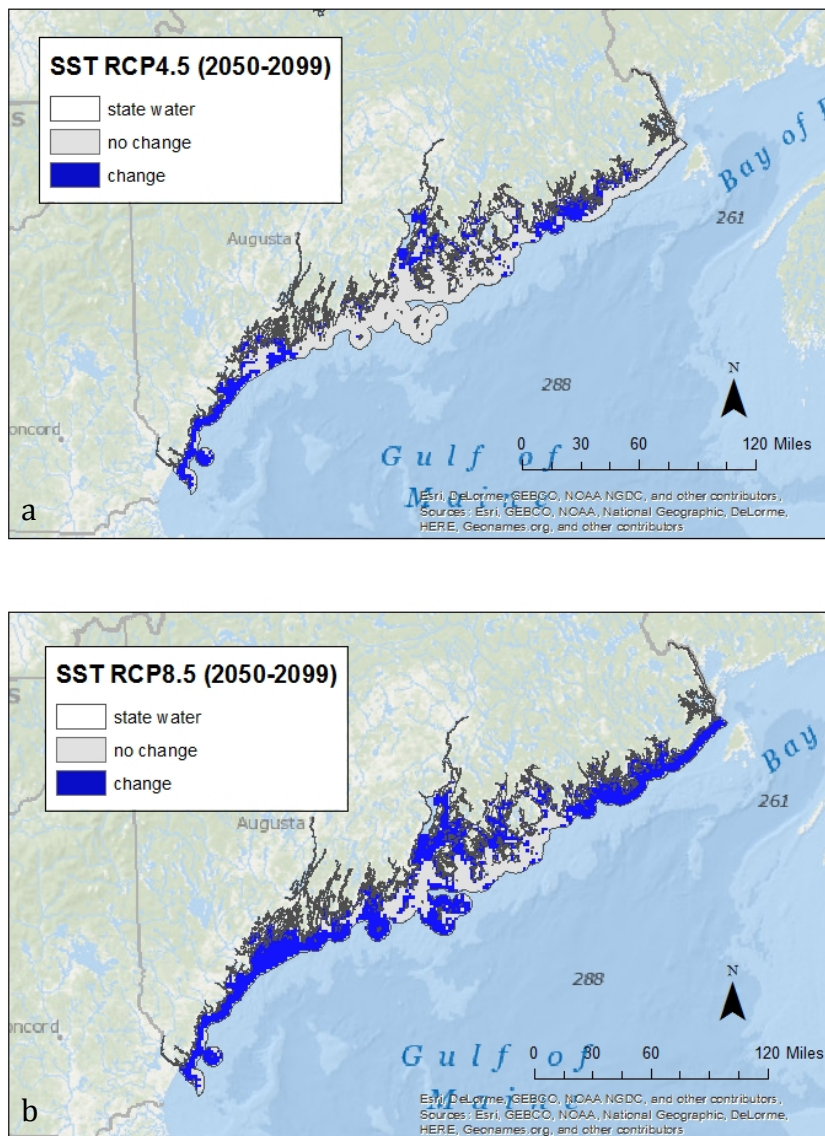 SST RCP4.5 (2050-2099)
state water
no change
change
S
Bay of
Augusta
261
N
288
oncord
Gulf of
Maine
0 30 60 120 Miles
Esri, DeLorme, GEBCO, NOAA NGDC, and other contributors,
Sources: Esri, GEBCO, NOAA, National Geographic, DeLorme,
HERE, Geonames.org, and other contributors
a
SST RCP8.5 (2050-2099)
state water
no change
change
S
Bay
Augusta
261
N
288
oncord
Gulf of
Maine
0 30 60 120 Miles
Esri, DeLorme, GEBCO, NOAA NGDC, and other contributors,
Sources: Esri, GEBCO, NOAA, National Geographic, DeLorme,
HERE, Geonames.org, and other contributors
b